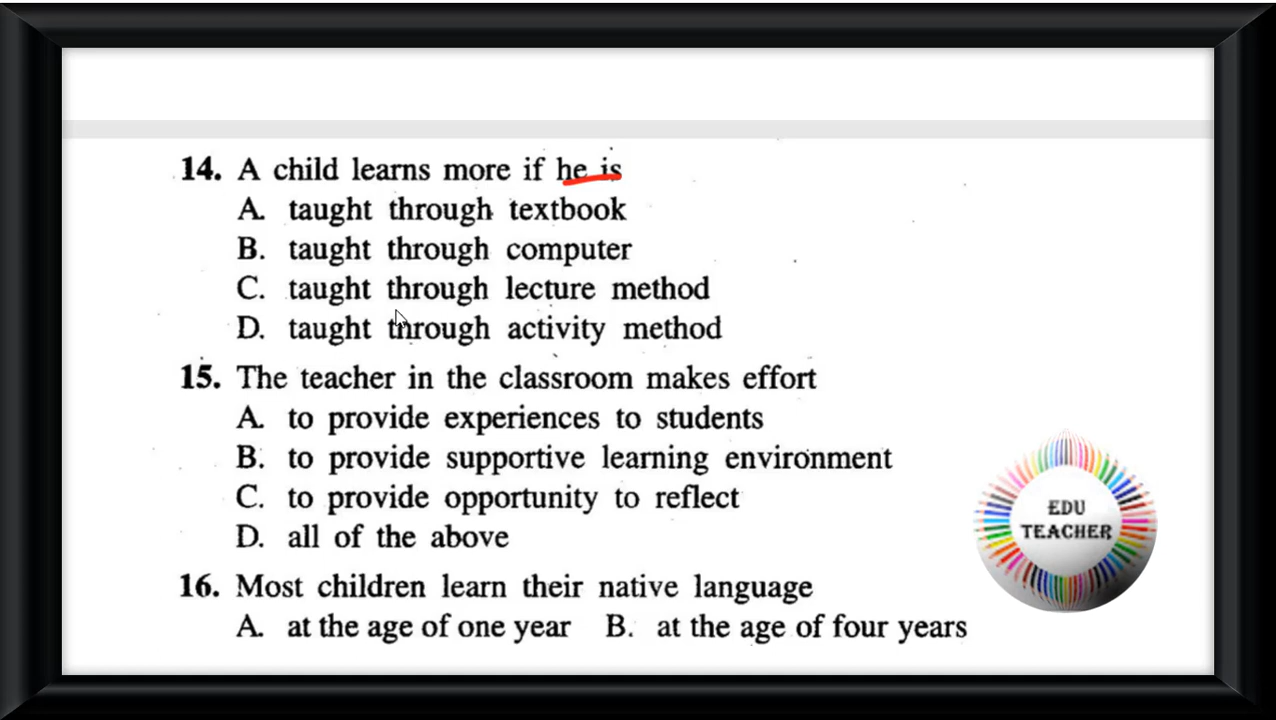 14. A child learns more if he is
A. taught through textbook
B. taught through computer
C. taught through lecture method
D. taught through activity method
15. The teacher in the classroom makes effort
A. to provide experiences to students
B. to provide supportive learning environment
C. to provide opportunity to reflect
D. all of the above
16. Most children learn their native language
A. at the age of one year B. at the age of four years
EDU
TEACHER